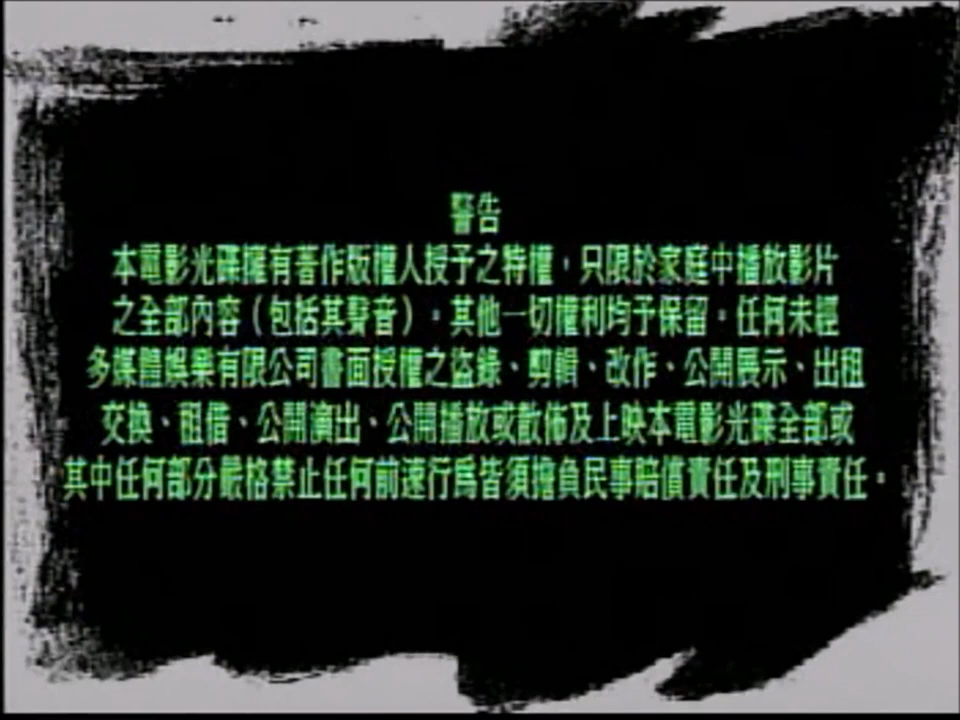 警告
本電影光碟擁有著作版權人授予之特權，只限於家庭中播放影片
之全部內容（包括其聲音）。其他一切權利均予保留。任何未經
多媒體娛樂有限公司書面授權之盜錄、剪輯、改作、公開展示、出租
交換、租借、公開演出、公開播放或散佈及上映本電影光碟全部或
其中任何部分嚴格禁止任何前速行為皆須擔負民事賠償責任及刑事責任。